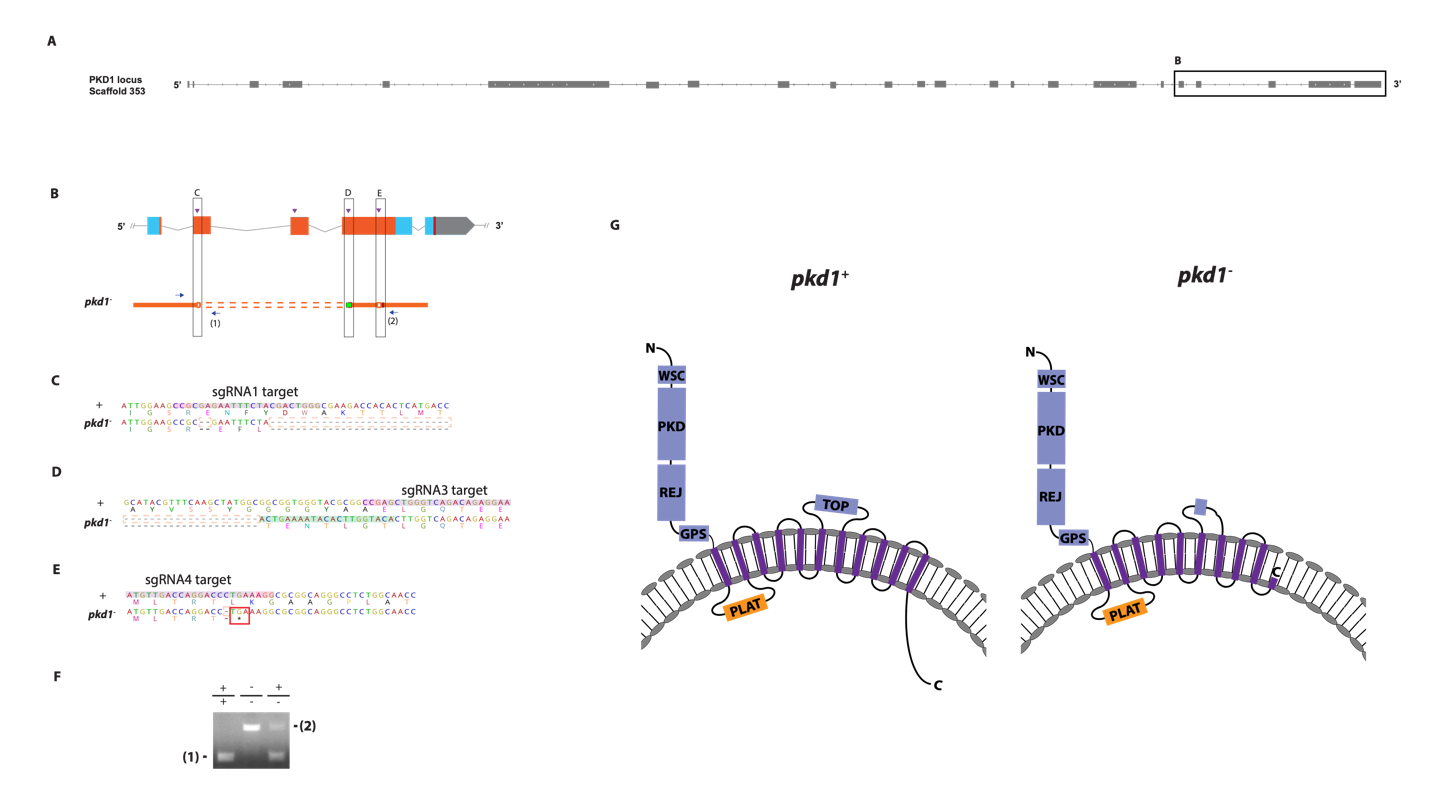 A
PKD1 locus
Scaffold 353
5'
3'
B
B
C
D
E
5'
3'
pkd1-
(1)
(2)
C
sgRNA1 target
+ ATTGGAAGCCGCGAGAATTTCTACGACTGGGCGAAGACCACACTCATGACC
I G S R E N F Y D W A K T T L M T
pkd1- ATTGGAAGCCGC--GAATTTCTA
I G S R -- E F L
D
sgRNA3 target
+ GCATACGTTTCAAGCTATGGCGGCGGTGGGTACGCGGCCGAGCTGGGTCAGACAGAGGAA
A Y V S S Y G G G G Y A A E L G Q T E E
pkd1- ACTGAAAATACACTTGGTACACTTGGTCAGACAGAGGAA
T E N T L G T L G Q T E E
E
sgRNA4 target
+ ATGTTGACCAGGACCCTGAAAGGCGCGGCAGGGCCTCTGGCAACC
M L T R T L K G A A G P L A T
pkd1- ATGTTGACCAGGACC-TGAAAGGCGCGGCAGGGCCTCTGGCAACC
M L T R T - *
F
+ - +
+ - -
-(2)
(1)-
G
pkd1+
N
WSC
PKD
REJ
GPS
TOP
PLAT
C
pkd1-
N
WSC
PKD
REJ
GPS
PLAT
C